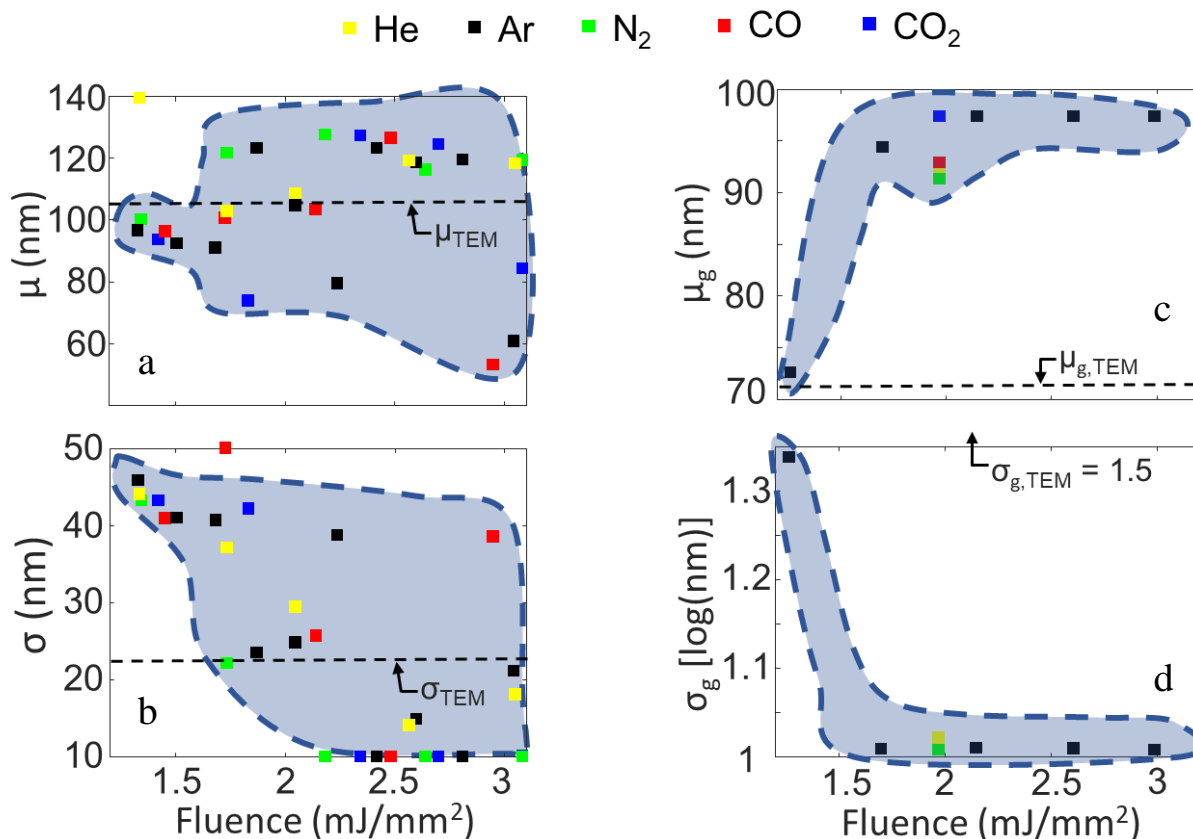 He Ar N₂ CO CO₂
140
120
100
80
60
μ (nm)
μTEM
a
100
90
80
70
μg (nm)
μg,TEM
c
50
40
30
20
10
σ (nm)
σTEM
b
1.5 2 2.5 3
Fluence (mJ/mm²)
σg,TEM = 1.5
1.3
1.2
1.1
1
σg [log(nm)]
d
1.5 2 2.5 3
Fluence (mJ/mm²)